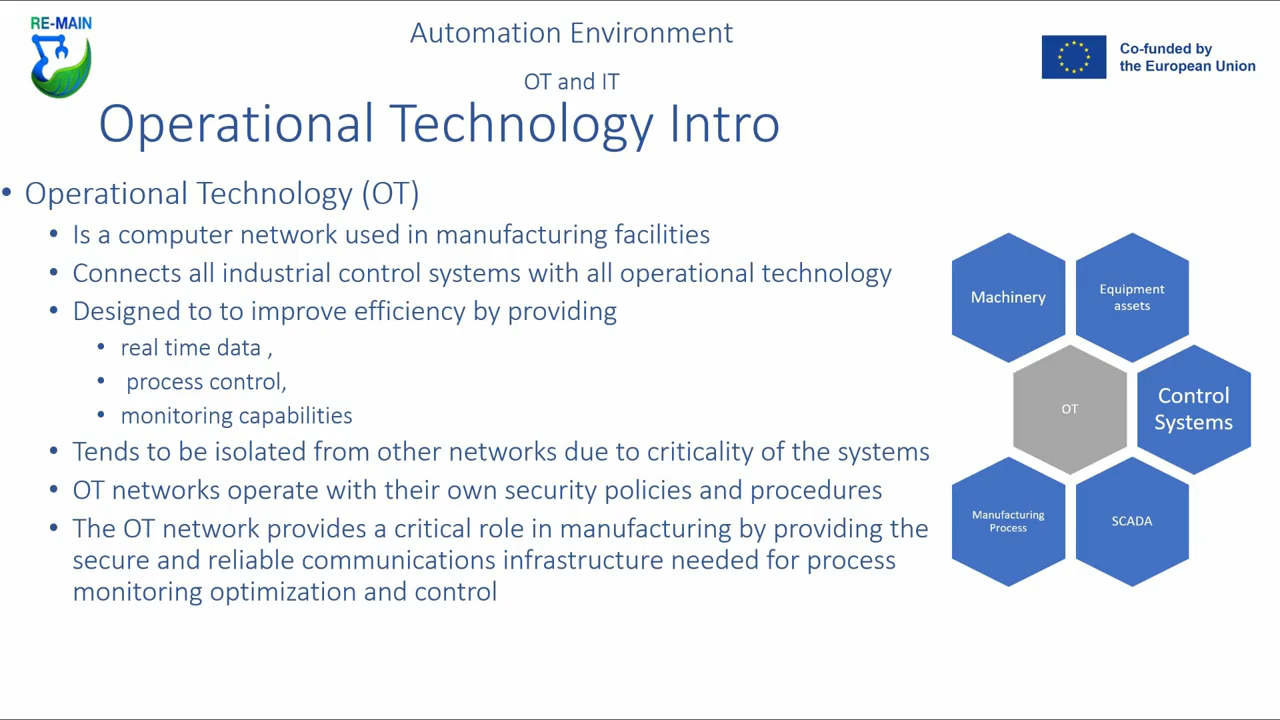 RE-MAIN
Automation Environment
OT and IT
Co-funded by
the European Union
Operational Technology Intro
• Operational Technology (OT)
• Is a computer network used in manufacturing facilities
• Connects all industrial control systems with all operational technology
• Designed to to improve efficiency by providing
• real time data ,
• process control,
• monitoring capabilities
• Tends to be isolated from other networks due to criticality of the systems
• OT networks operate with their own security policies and procedures
• The OT network provides a critical role in manufacturing by providing the
secure and reliable communications infrastructure needed for process
monitoring optimization and control
Machinery
Equipment
assets
OT
Control
Systems
Manufacturing
Process
SCADA